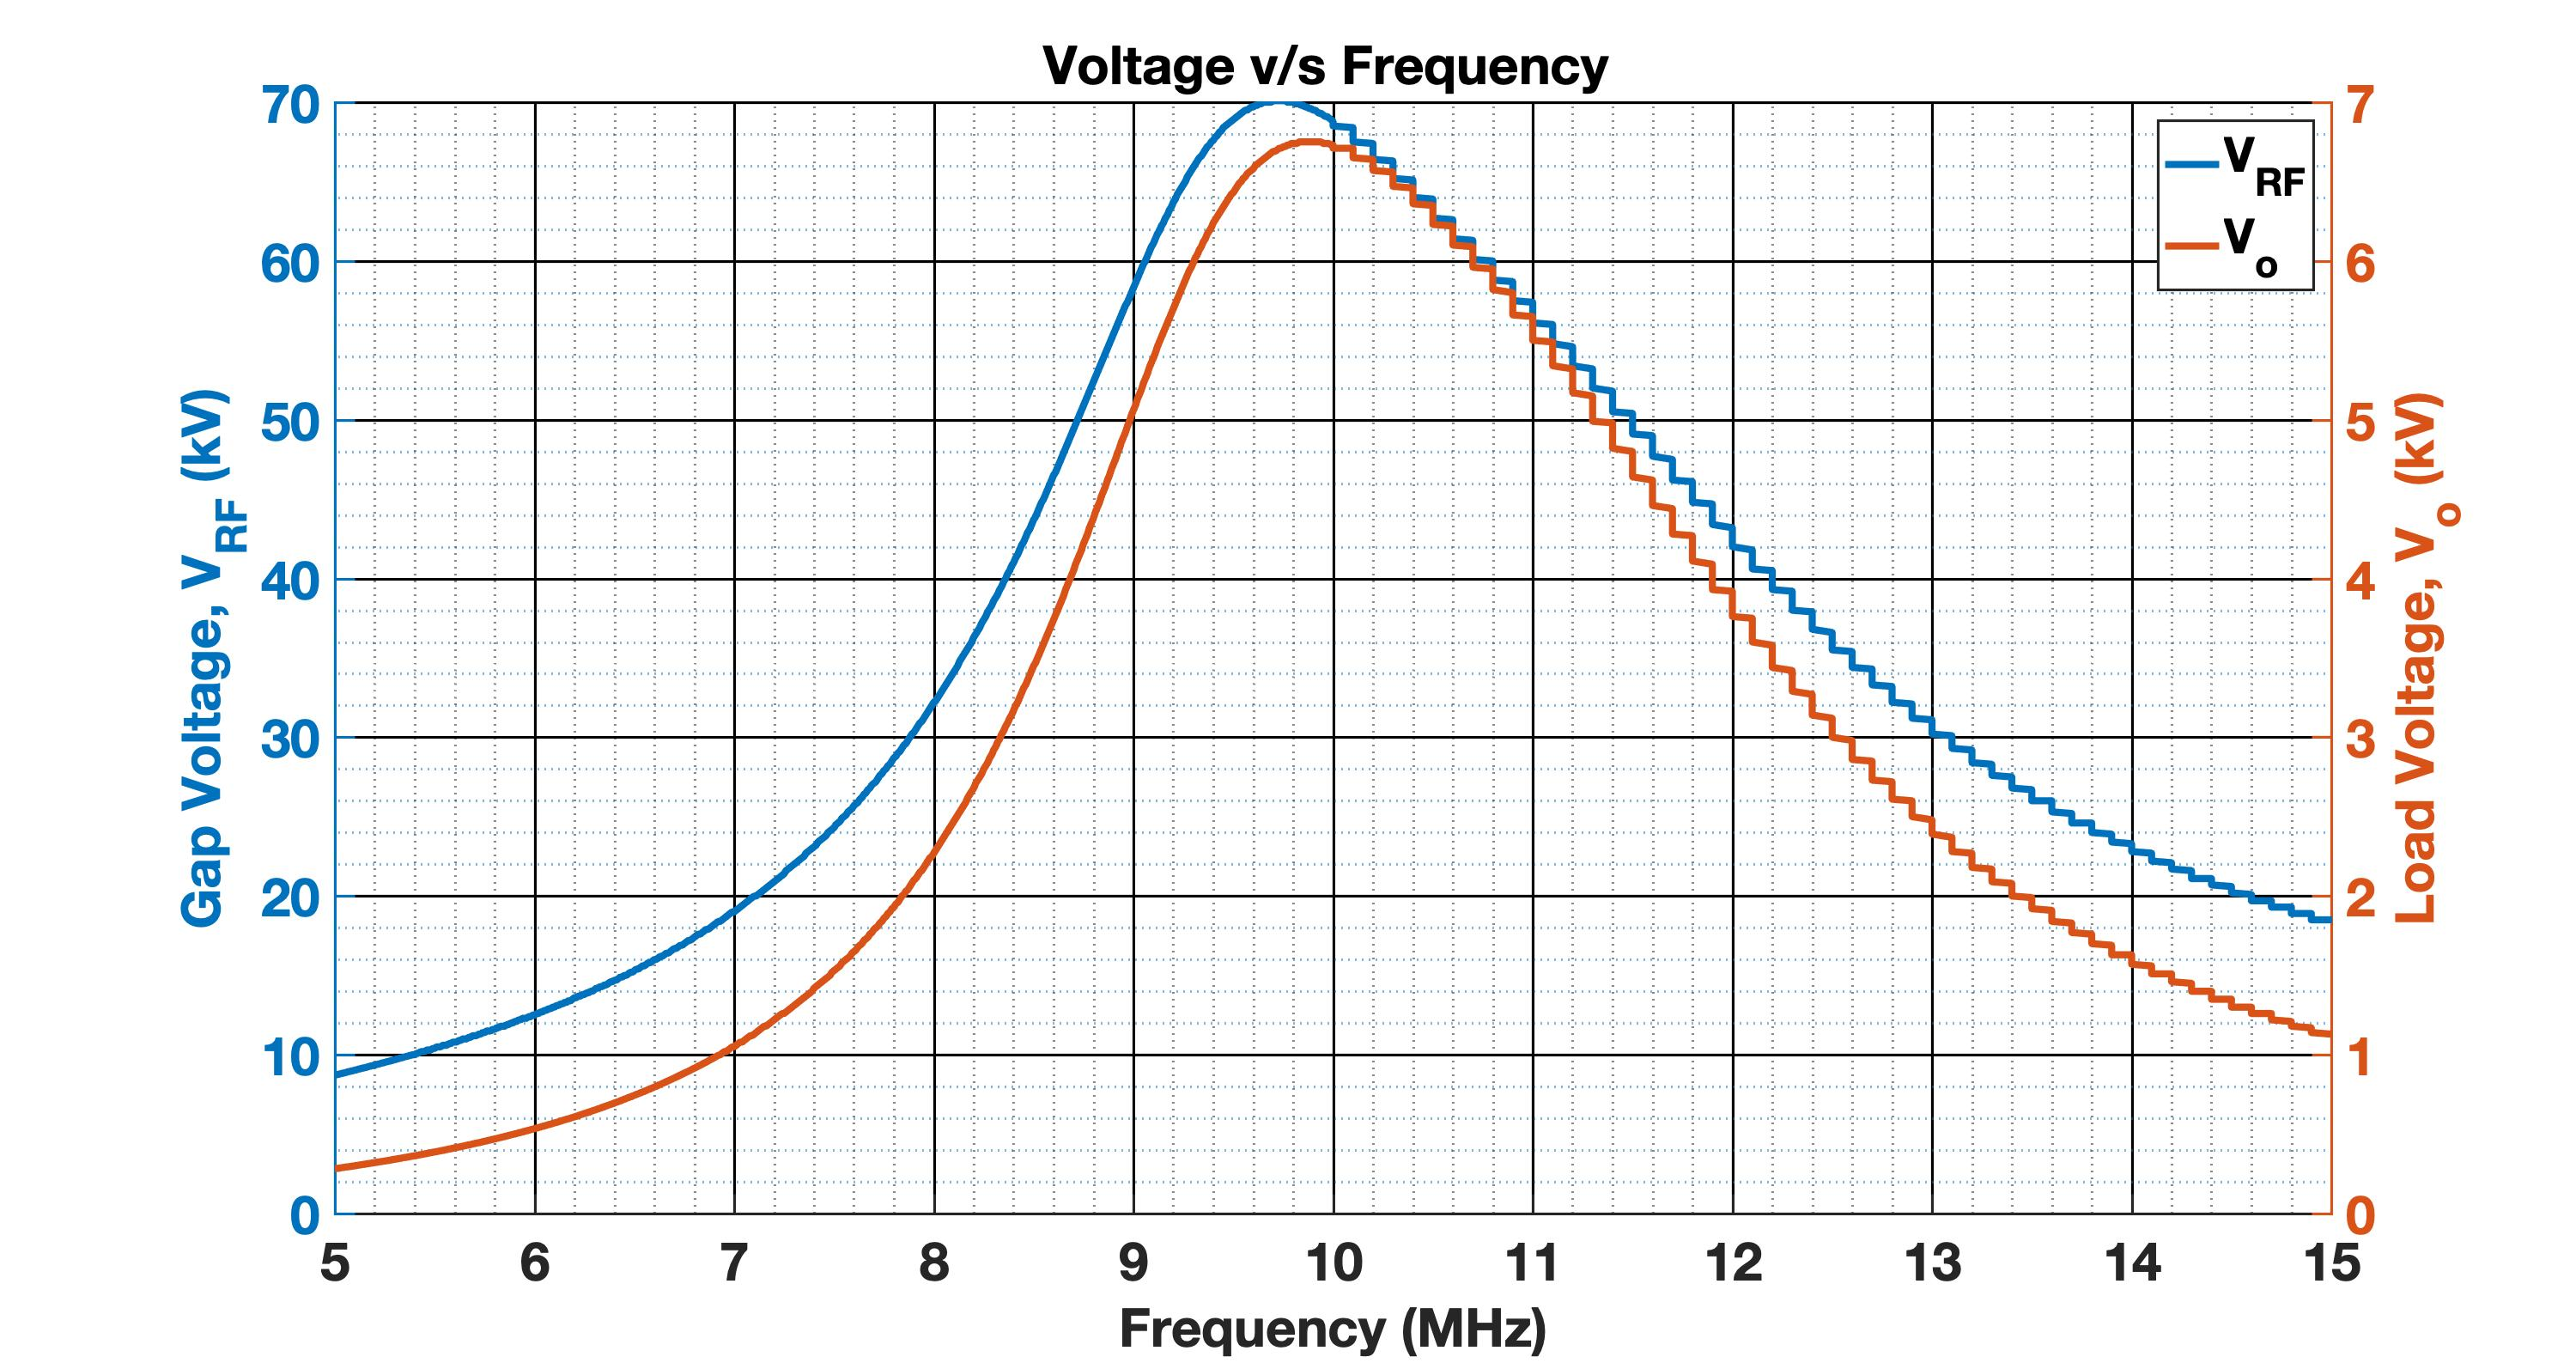 Voltage v/s Frequency
70
60
50
40
30
20
10
0
Gap Voltage, V_RF (kV)
7
6
5
4
3
2
1
0
Load Voltage, V_o (kV)
V_RF
V_o
5 6 7 8 9 10 11 12 13 14 15
Frequency (MHz)